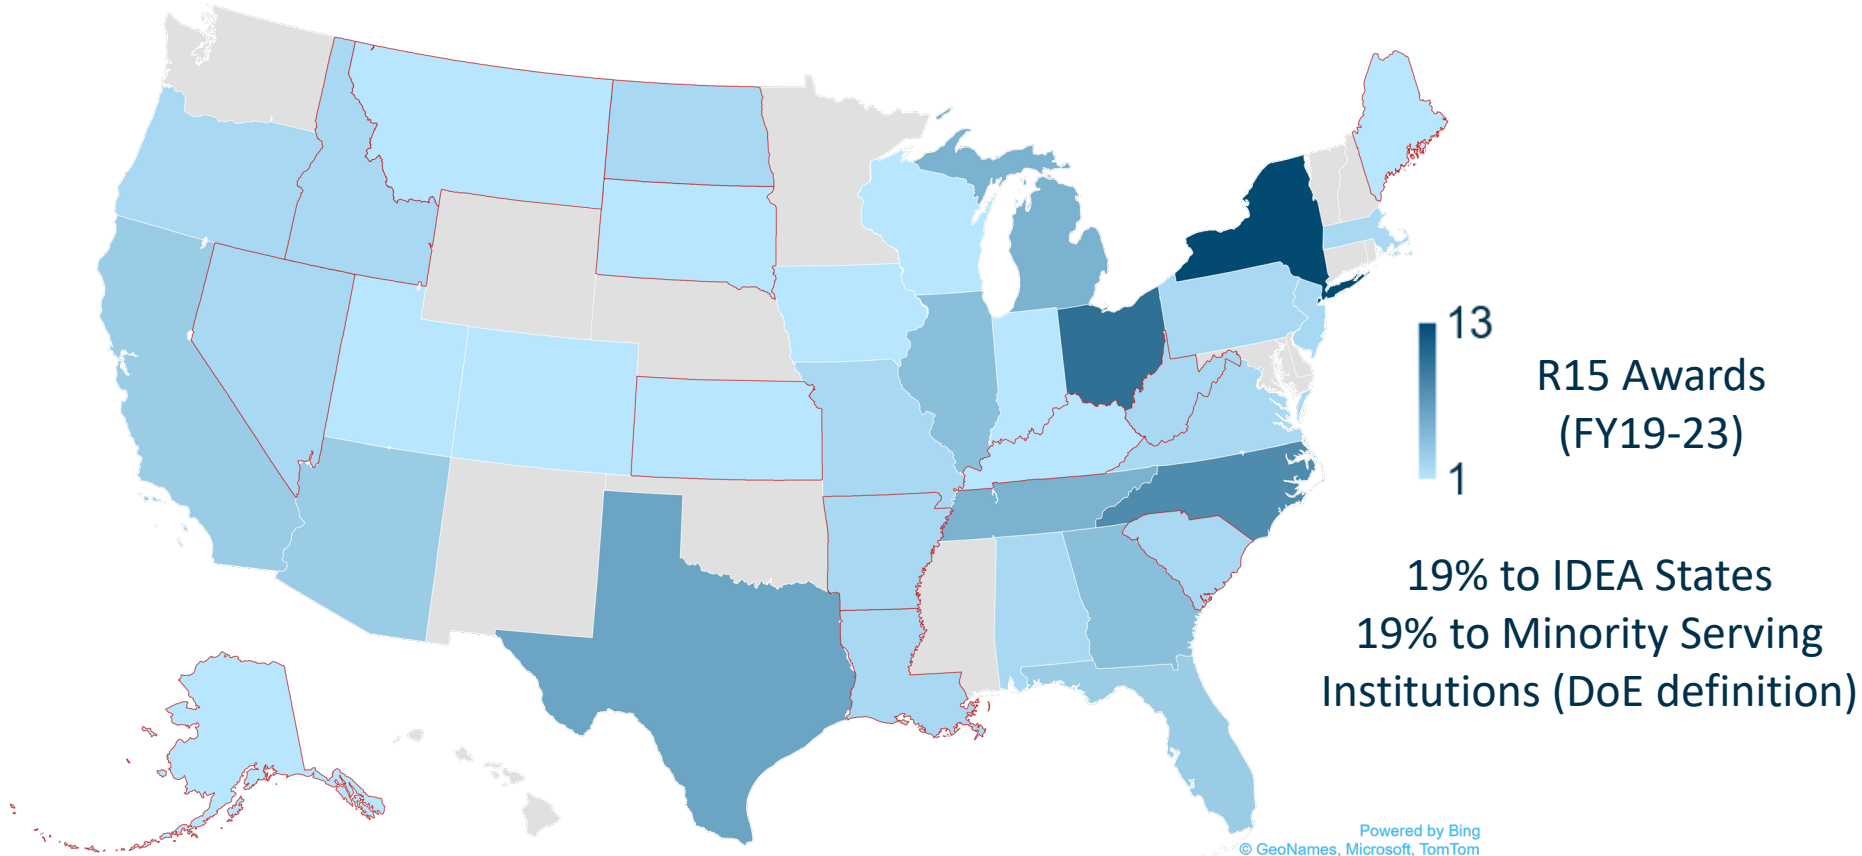 13
1
R15 Awards
(FY19-23)
19% to IDEA States
19% to Minority Serving
Institutions (DoE definition)
Powered by Bing
© GeoNames, Microsoft, TomTom